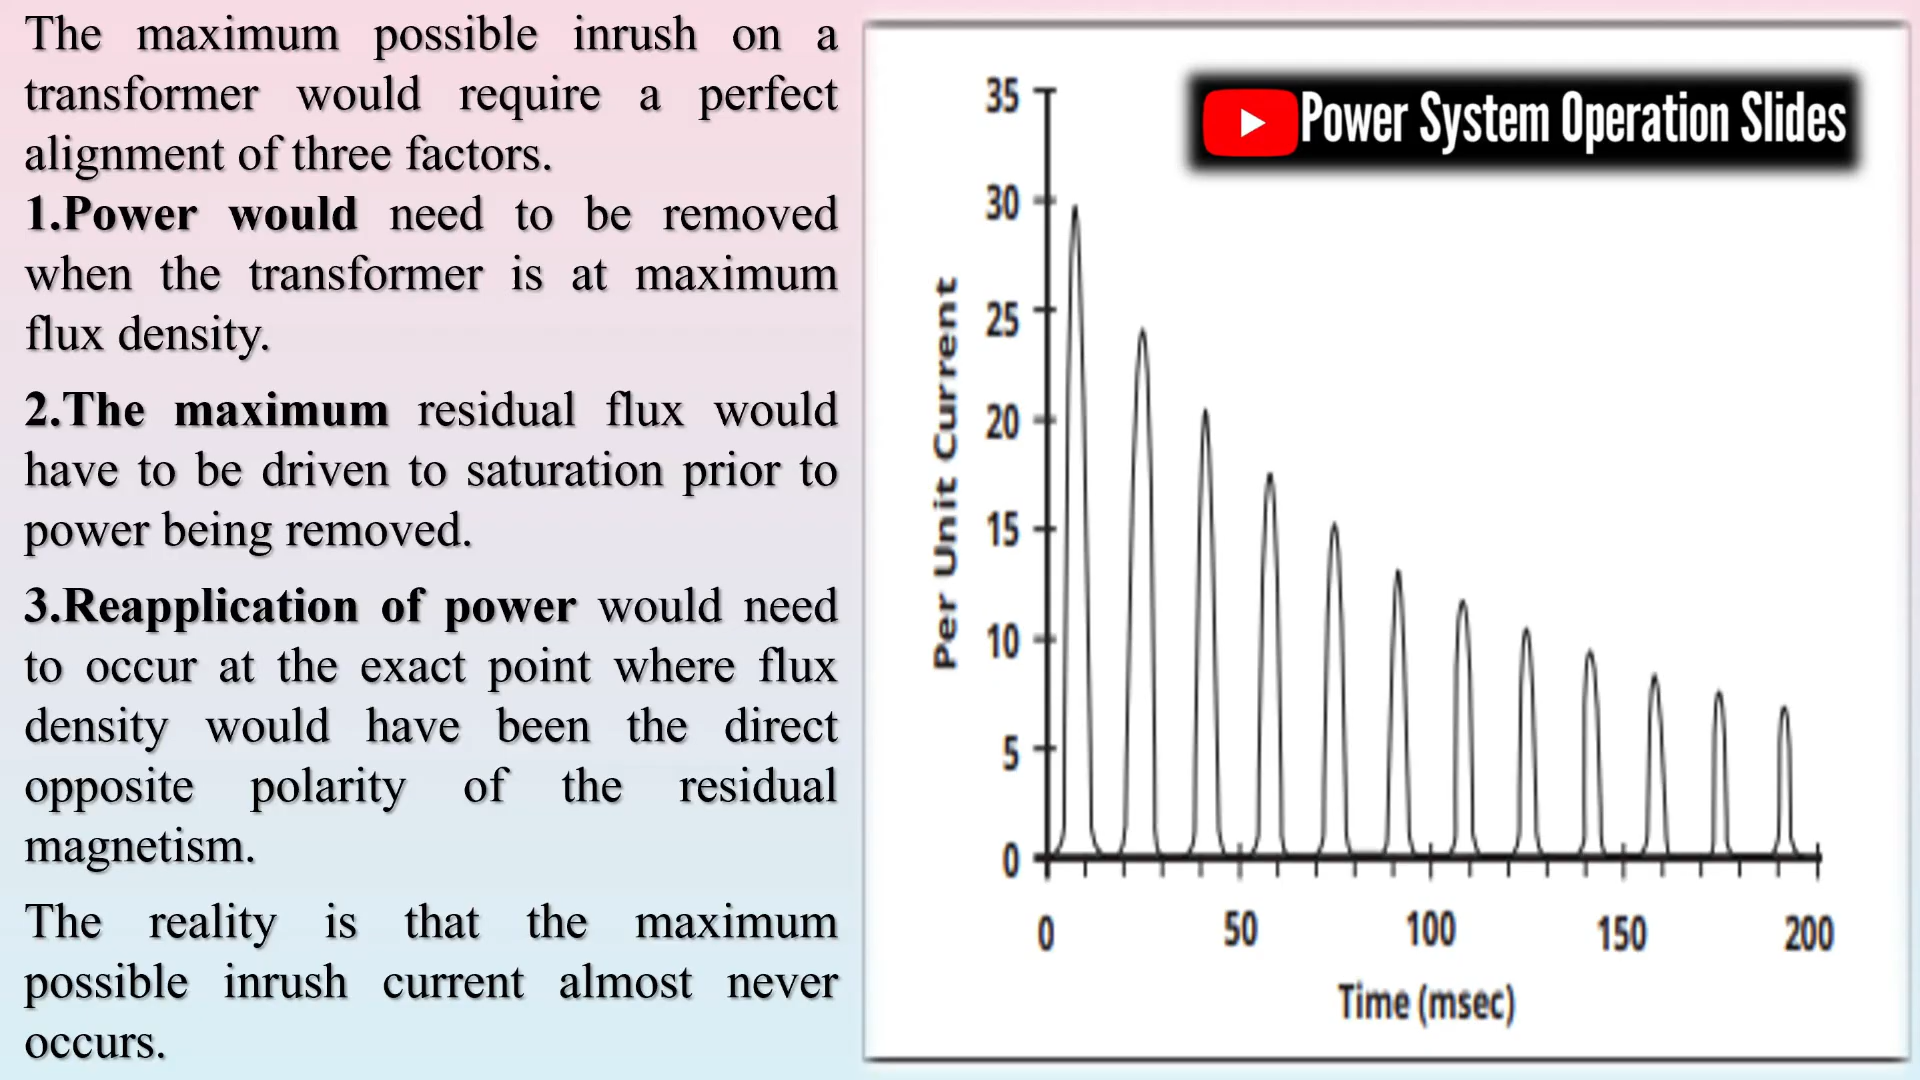 The maximum possible inrush on a
transformer would require a perfect
alignment of three factors.
1.Power would need to be removed
when the transformer is at maximum
flux density.
2.The maximum residual flux would
have to be driven to saturation prior to
power being removed.
3.Reapplication of power would need
to occur at the exact point where flux
density would have been the direct
opposite polarity of the residual
magnetism.
The reality is that the maximum
possible inrush current almost never
occurs.
Power System Operation Slides
Per Unit Current
35
30
25
20
15
10
5
0
0 50 100 150 200
Time (msec)